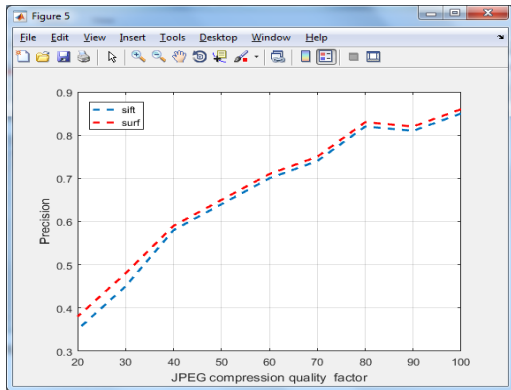 Figure 5
File Edit View Insert Tools Desktop Window Help
0.9
0.8
0.7
0.6
0.5
0.4
0.3
Precision
sift
surf
20 30 40 50 60 70 80 90 100
JPEG compression quality factor